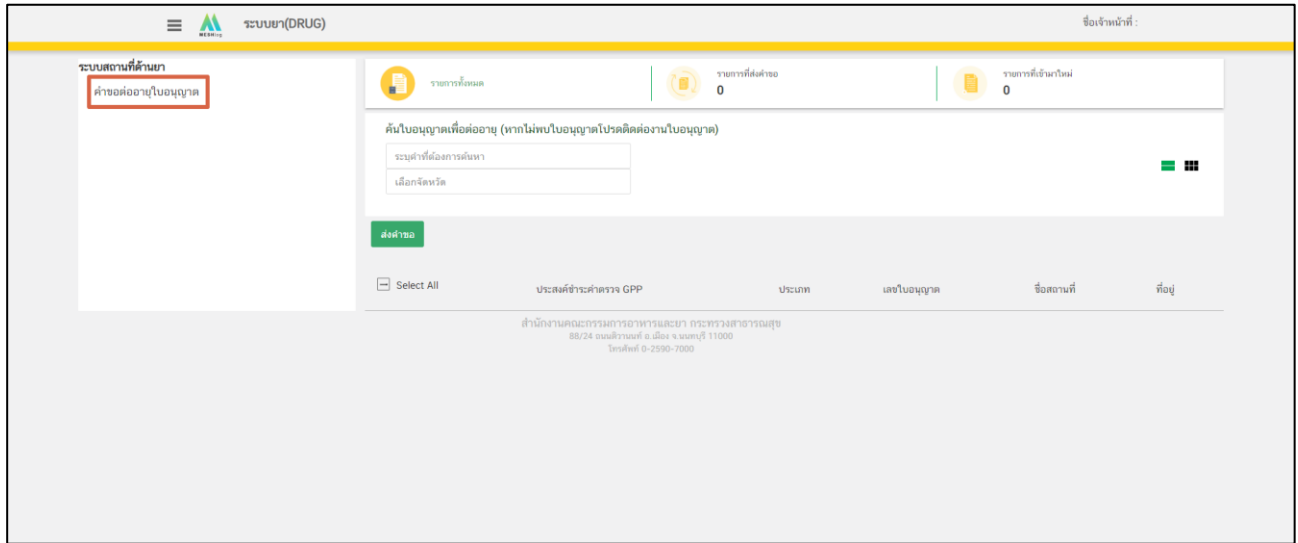 MESHlog
ระบบยา(DRUG)
ชื่อเจ้าหน้าที่ :
ระบบสถานที่ด้านยา
คำขอต่ออายุใบอนุญาต
รายการทั้งหมด
รายการที่ส่งคำขอ
0
รายการที่เข้ามาใหม่
0
ค้นใบอนุญาตเพื่อต่ออายุ (หากไม่พบใบอนุญาตโปรดติดต่องานใบอนุญาต)
ระบุคำที่ต้องการค้นหา
เลือกจังหวัด
ส่งคำขอ
Select All ประสงค์ชำระค่าตรวจ GPP ประเภท เลขใบอนุญาต ชื่อสถานที่ ที่อยู่
สำนักงานคณะกรรมการอาหารและยา กระทรวงสาธารณสุข
88/24 ถนนติวานนท์ อ.เมือง จ.นนทบุรี 11000
โทรศัพท์ 0-2590-7000